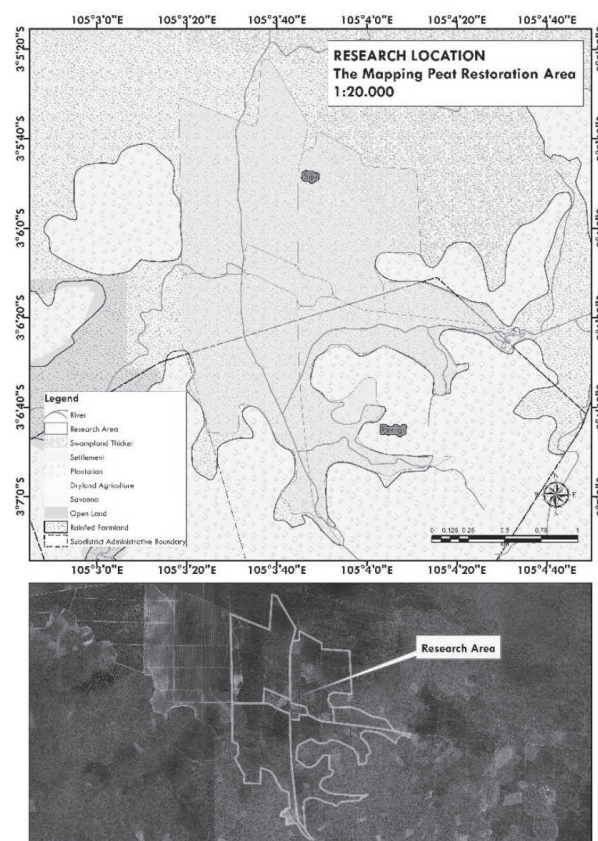 105°3'0"E 105°3'20"E 105°3'40"E 105°4'0"E 105°4'20"E 105°4'40"E
RESEARCH LOCATION
The Mapping Peat Restoration Area
1:20.000
3°5'20"S
3°5'40"S
3°6'0"S
3°6'20"S
3°6'40"S
3°7'0"S
Perigi
Legend
River
Research Area
Swampland Thicket
Settlement
Plantation
Dryland Agriculture
Savanna
Open Land
Rainfed Farmland
Subdistrict Administrative Boundary
E
0 0.125 0.25 0.5 0.75 1
105°3'0"E 105°3'20"E 105°3'40"E 105°4'0"E 105°4'20"E 105°4'40"E
Research Area